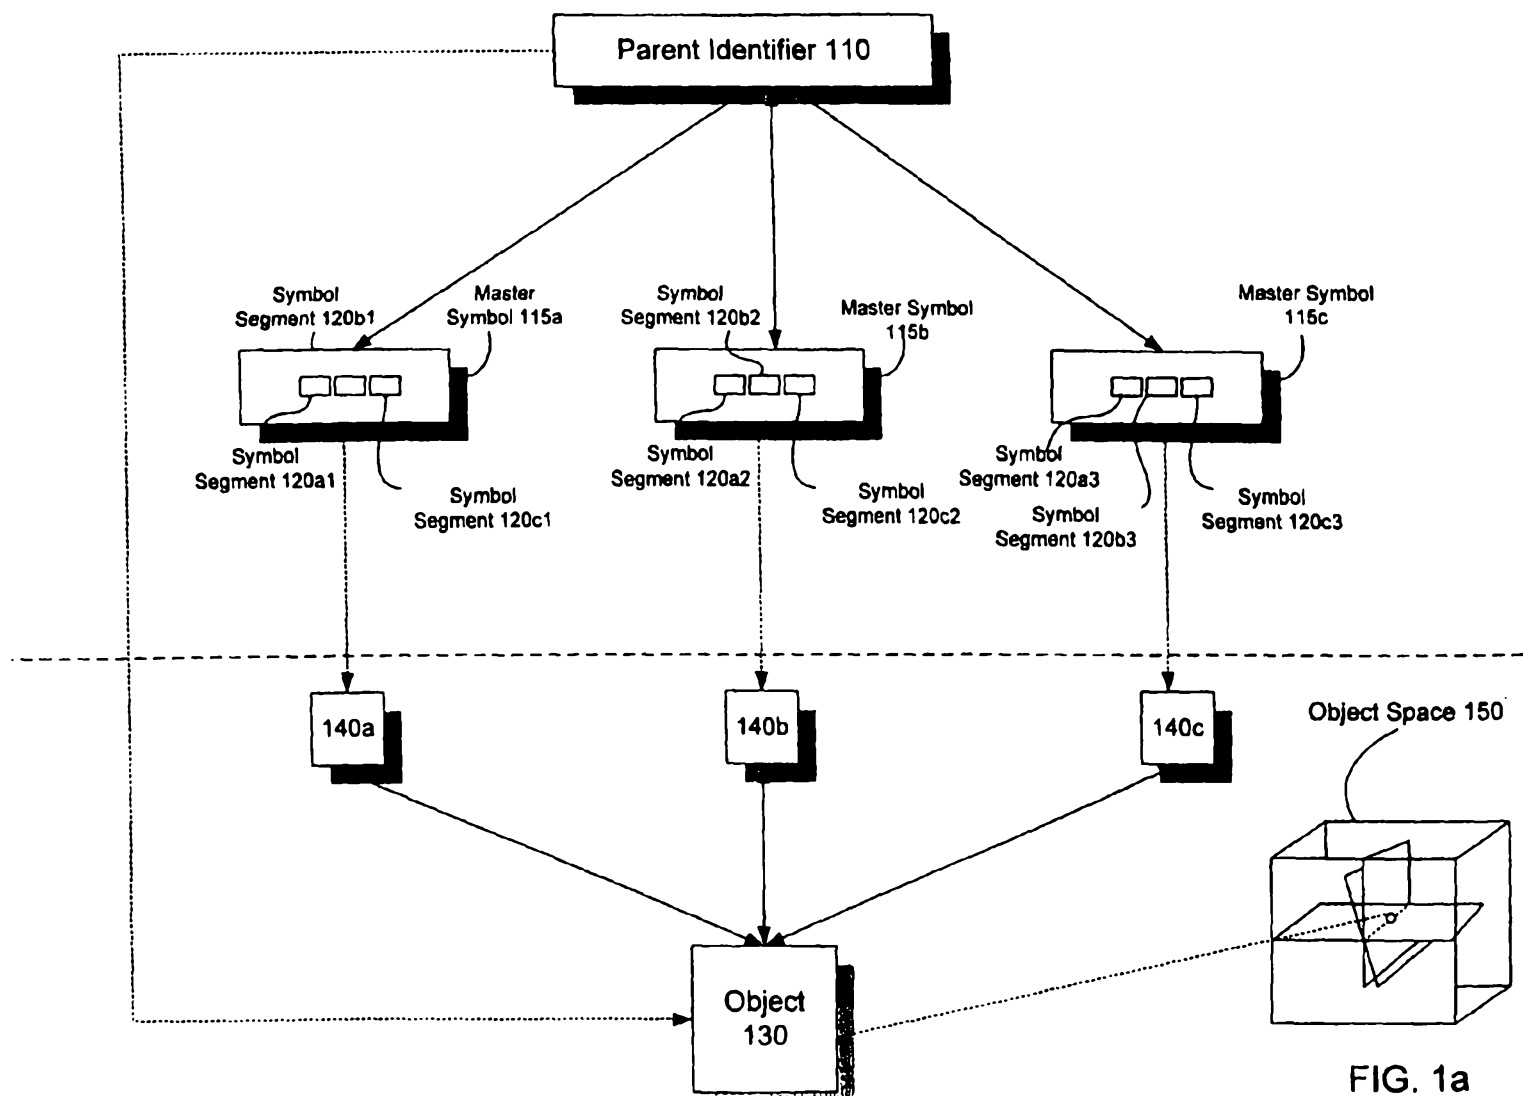 Parent Identifier 110
Symbol
Segment 120b1
Master
Symbol 115a
Symbol
Segment 120b2
Master Symbol
115b
Master Symbol
115c
Symbol
Segment 120a1
Symbol
Segment 120c1
Symbol
Segment 120a2
Symbol
Segment 120c2
Symbol
Segment 120a3
Symbol
Segment 120b3
Symbol
Segment 120c3
140a
140b
140c
Object Space 150
Object
130
FIG. 1a